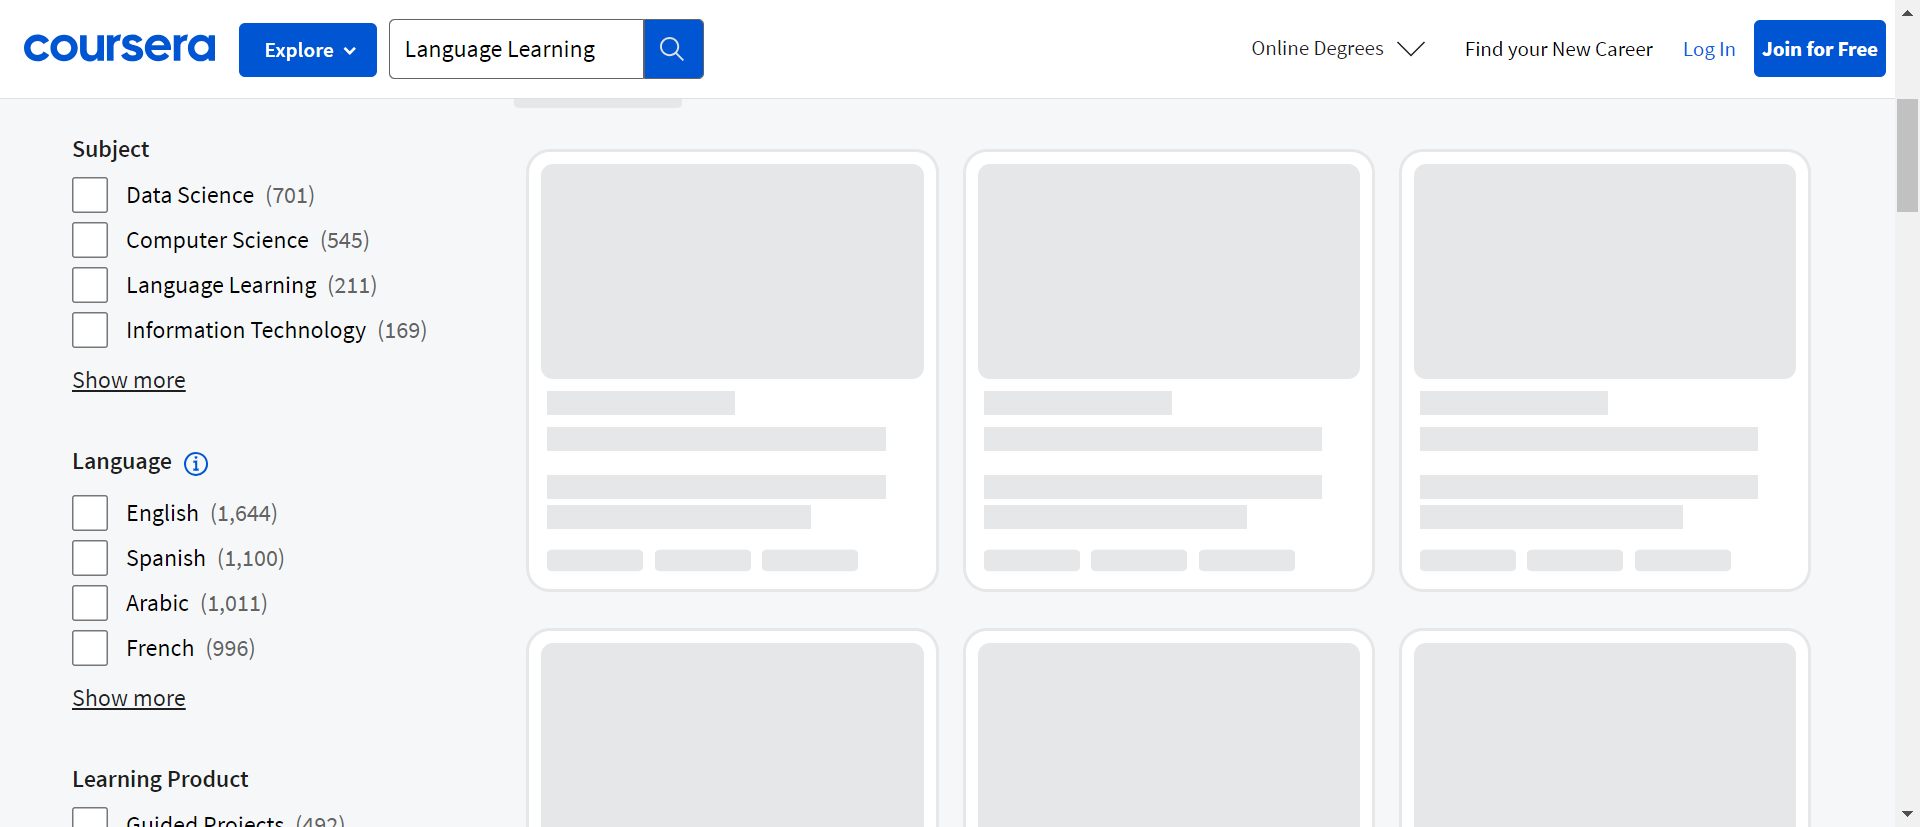 coursera
Explore
Language Learning
Online Degrees
Find your New Career
Log In
Join for Free
Subject
Data Science (701)
Computer Science (545)
Language Learning (211)
Information Technology (169)
Show more
Language
English (1,644)
Spanish (1,100)
Arabic (1,011)
French (996)
Show more
Learning Product
Guided Projects (492)